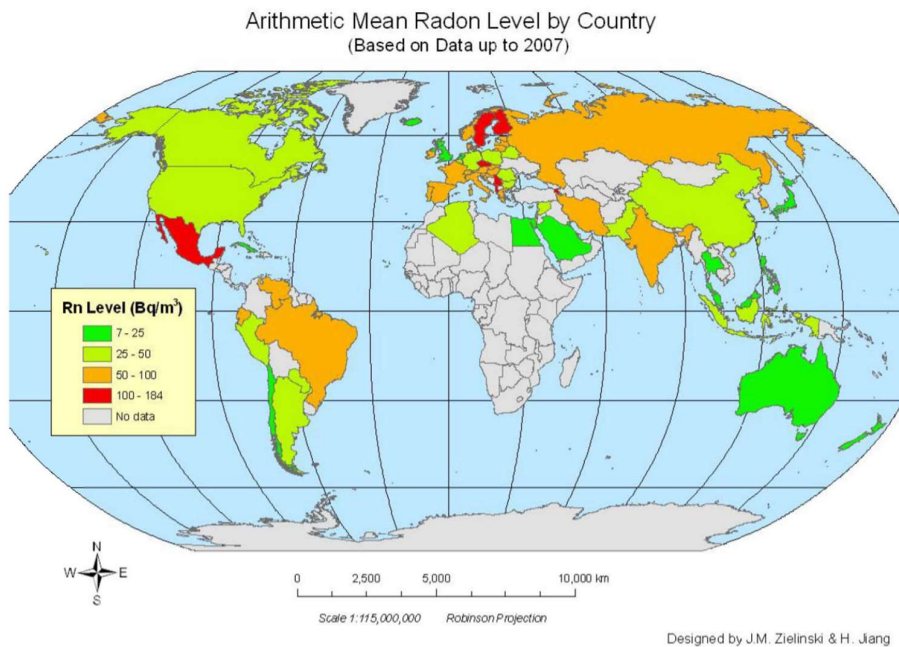 Arithmetic Mean Radon Level by Country
(Based on Data up to 2007)
Rn Level (Bq/m³)
7 - 25
25 - 50
50 - 100
100 - 184
No data
N
W E
S
0 2,500 5,000 10,000 km
Scale 1:115,000,000 Robinson Projection
Designed by J.M. Zielinski & H. Jiang